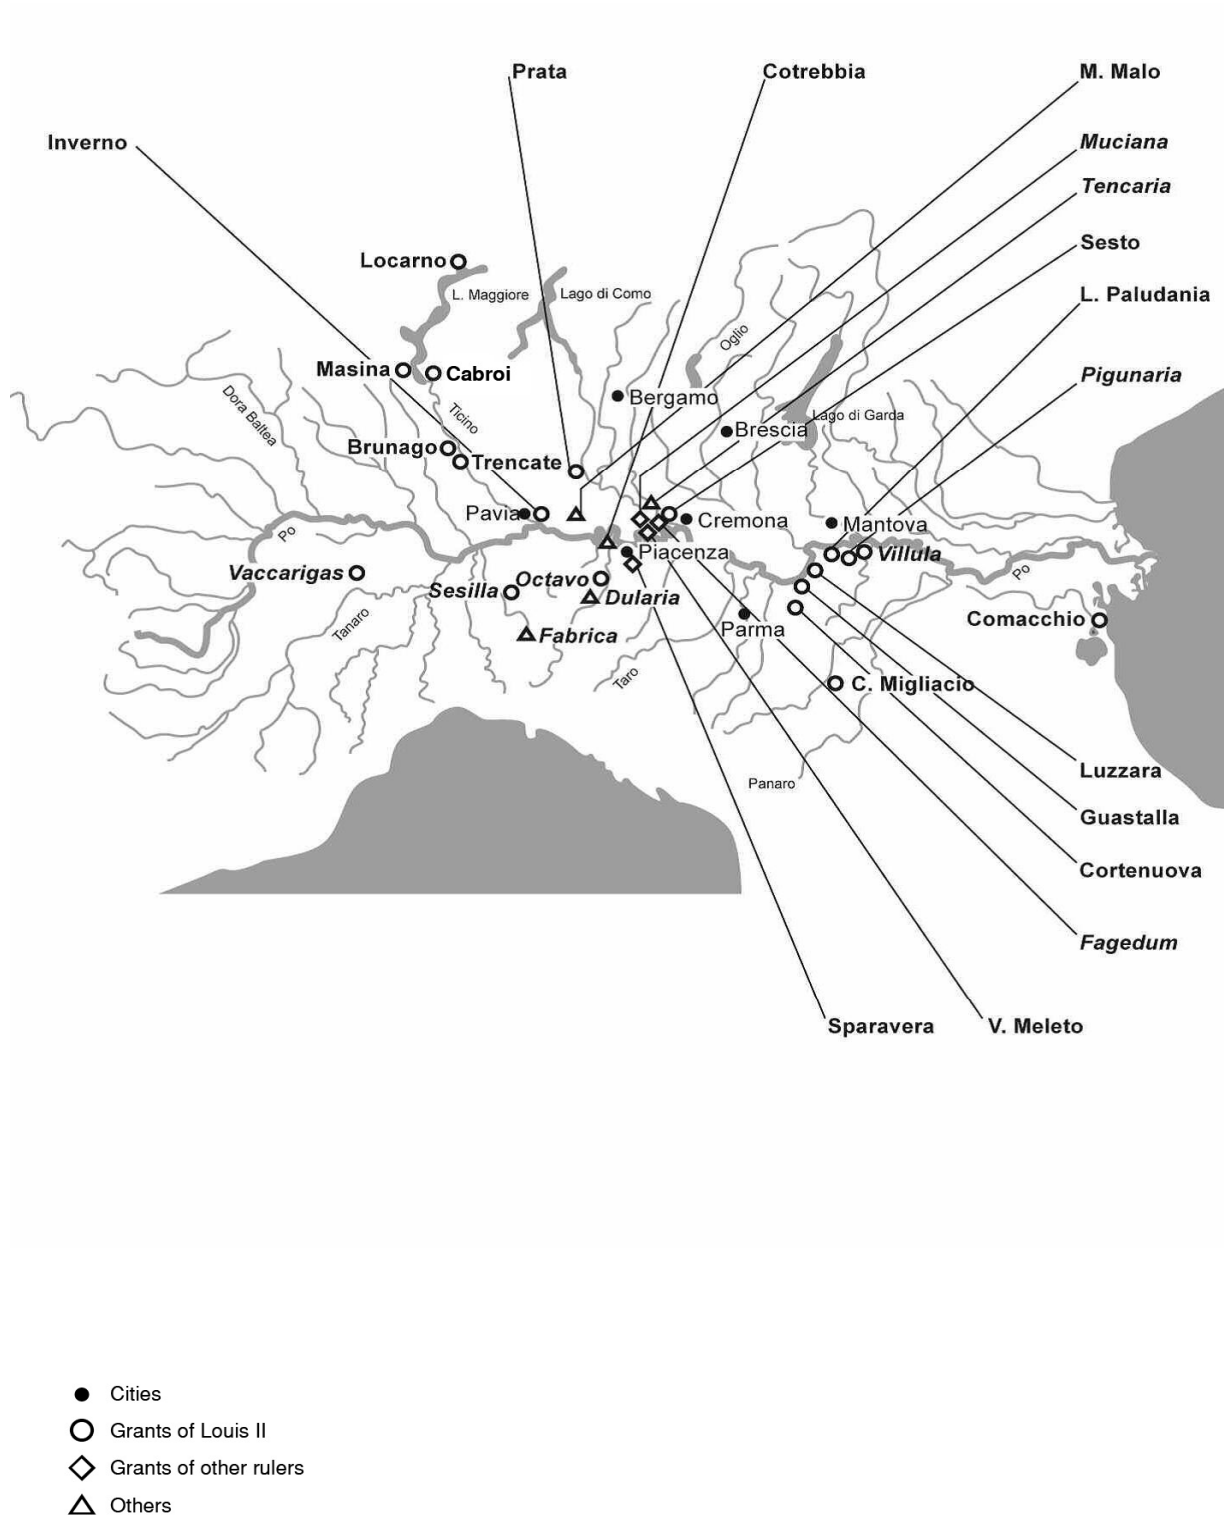 Prata
Cotrebbia
M. Malo
Inverno
Muciana
Tencaria
Sesto
Locarno
L. Maggiore
Lago di Como
L. Paludania
Oglio
Masina
Cabroi
Pigunaria
Dora Baltea
Ticino
Bergamo
Lago di Garda
Brescia
Brunago
Trencate
Pavia
Cremona
Mantova
Po
Piacenza
Villula
Vaccarigas
Octavo
Po
Sesilla
Dularia
Tanaro
Fabrica
Parma
Comacchio
Taro
C. Migliacio
Panaro
Luzzara
Guastalla
Cortenuova
Fagedum
Sparavera
V. Meleto
Cities
Grants of Louis II
Grants of other rulers
Others